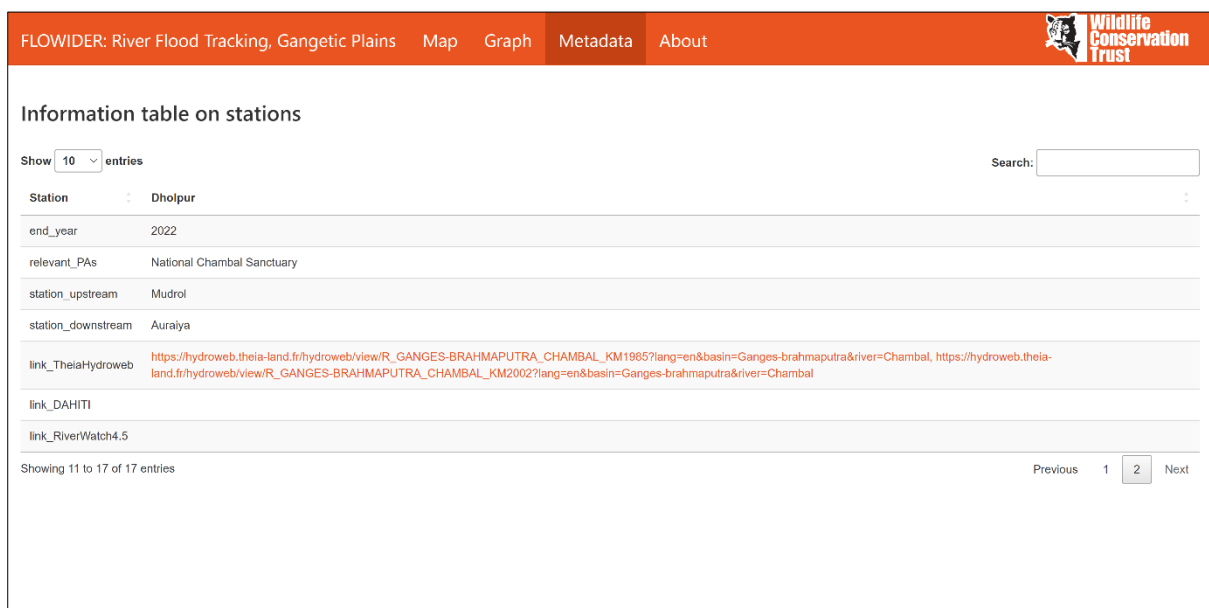 FLOWIDER: River Flood Tracking, Gangetic Plains Map Graph Metadata About
Wildlife
Conservation
Trust
Information table on stations
Show 10 entries Search:
Station Dholpur
end_year 2022
relevant_PAs National Chambal Sanctuary
station_upstream Mudrol
station_downstream Auraiya
link_TheiaHydroweb https://hydroweb.theia-land.fr/hydroweb/view/R_GANGES-BRAHMAPUTRA_CHAMBAL_KM1985?lang=en&basin=Ganges-brahmaputra&river=Chambal, https://hydroweb.theia-
land.fr/hydroweb/view/R_GANGES-BRAHMAPUTRA_CHAMBAL_KM2002?lang=en&basin=Ganges-brahmaputra&river=Chambal
link_DAHITI
link_RiverWatch4.5
Showing 11 to 17 of 17 entries Previous 1 2 Next